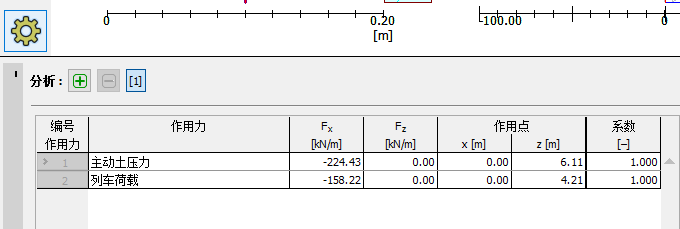 0 0.20 -100.00 0
[m]
分析： [1]
编号 作用力 Fx Fz 作用点 系数
作用力 [kN/m] [kN/m] x [m] z [m] [–]
1 主动土压力 -224.43 0.00 0.00 6.11 1.000
2 列车荷载 -158.22 0.00 0.00 4.21 1.000